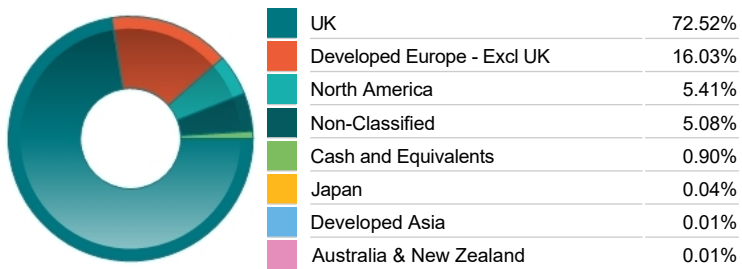 UK 72.52%
Developed Europe - Excl UK 16.03%
North America 5.41%
Non-Classified 5.08%
Cash and Equivalents 0.90%
Japan 0.04%
Developed Asia 0.01%
Australia & New Zealand 0.01%